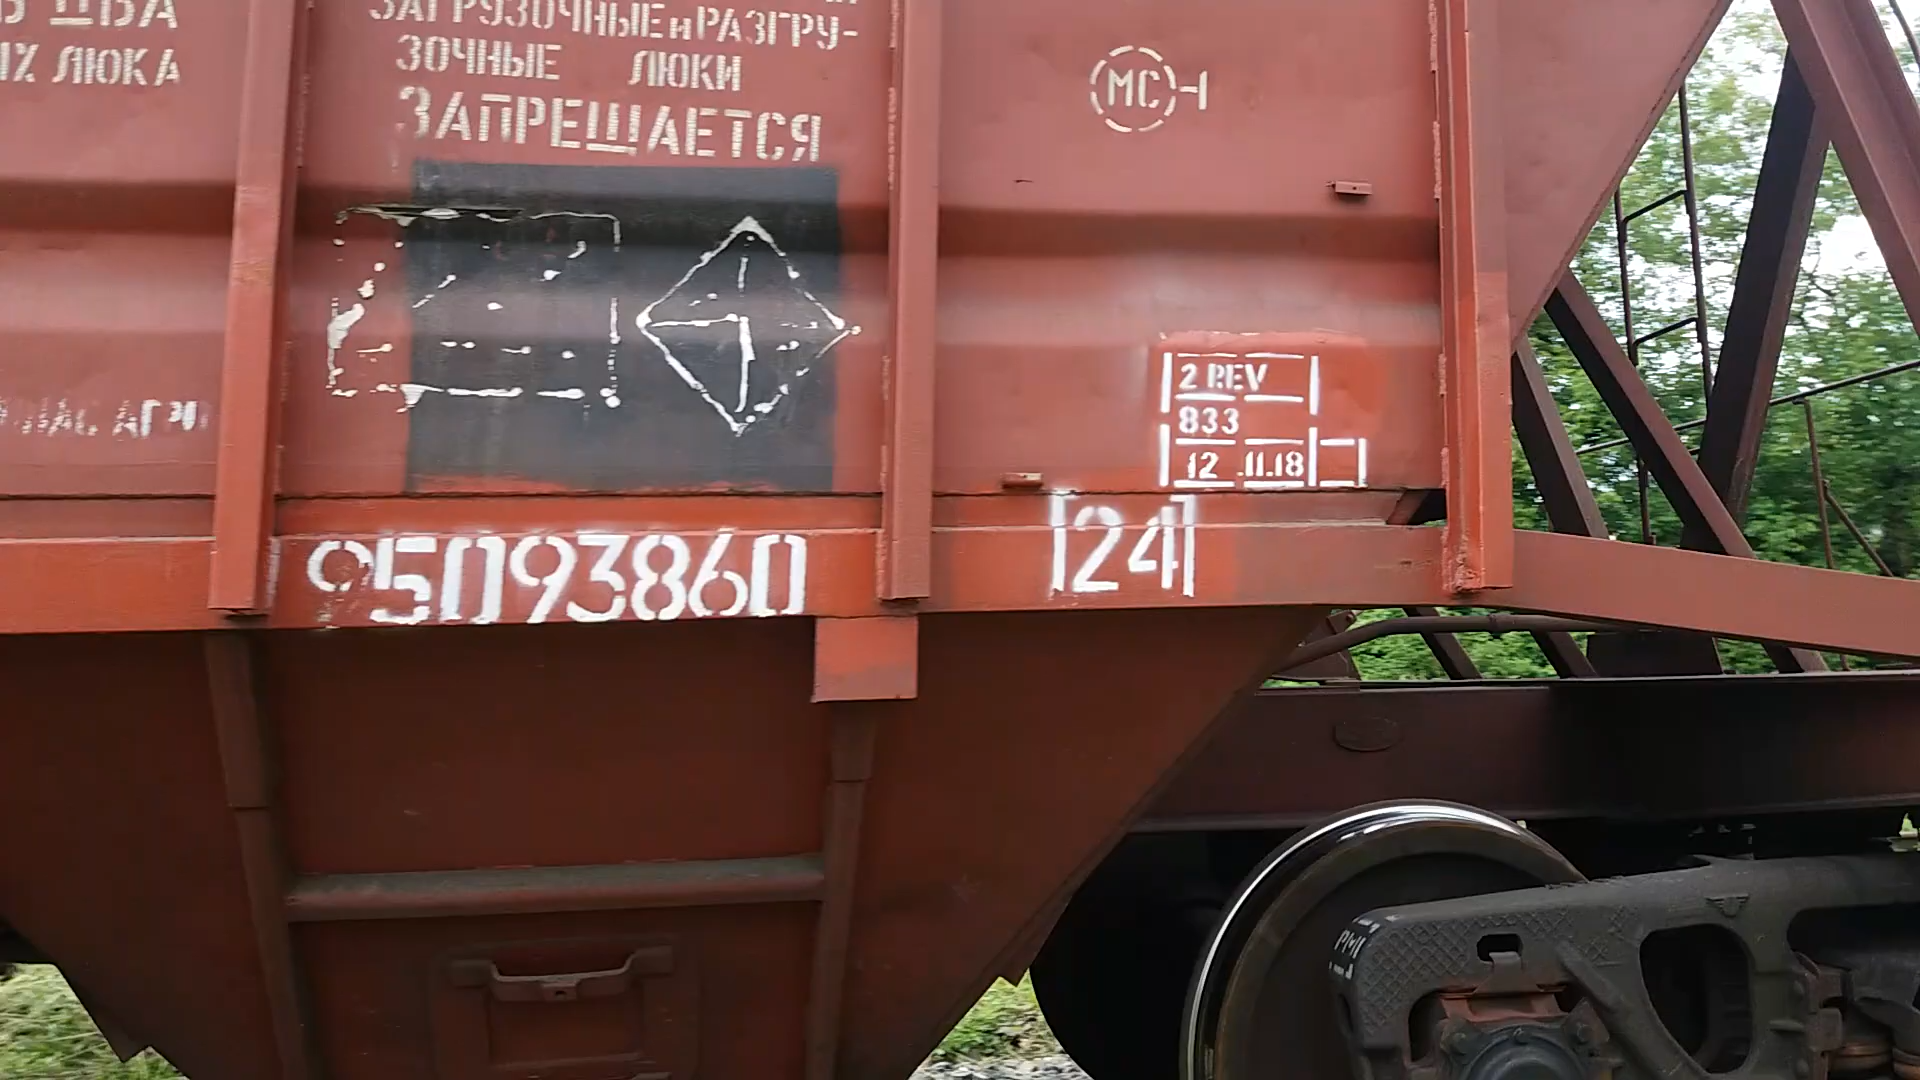 ЗАГРУЗОЧНЫЕ и РАЗГРУ-
ЗОЧНЫЕ ЛЮКИ
ЗАПРЕЩАЕТСЯ
ЛЮКА
МС-1
2 REV
833
12 .11.18
95093860
[24]